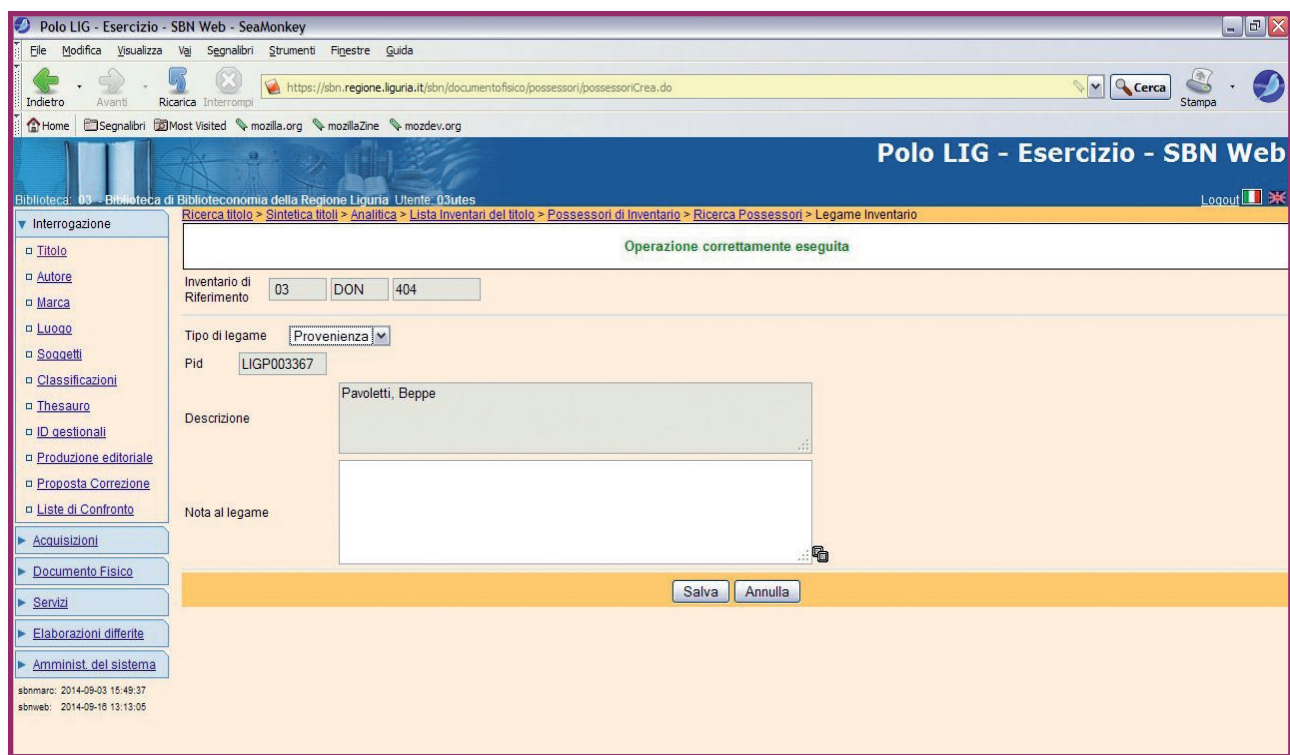 Polo LIG - Esercizio - SBN Web - SeaMonkey
File Modifica Visualizza Vai Segnalibri Strumenti Finestre Guida
Indietro Avanti Ricarica Interrompi https://sbn.regione.liguria.it/sbn/documentofisico/possessori/possessoriCrea.do Cerca Stampa
Home Segnalibri Most Visited mozilla.org mozillaZine mozdev.org
Polo LIG - Esercizio - SBN Web
Biblioteca: 03 - Biblioteca di Biblioteconomia della Regione Liguria Utente: 03utes Logout
Ricerca titolo > Sintetica titoli > Analitica > Lista Inventari del titolo > Possessori di Inventario > Ricerca Possessori > Legame Inventario
Interrogazione
Titolo
Autore
Marca
Luogo
Soggetti
Classificazioni
Thesauro
ID gestionali
Produzione editoriale
Proposta Correzione
Liste di Confronto
Acquisizioni
Documento Fisico
Servizi
Elaborazioni differite
Amminist. del sistema
sbnmarc: 2014-09-03 15:49:37
sbnweb: 2014-09-16 13:13:05
Operazione correttamente eseguita
Inventario di
Riferimento 03 DON 404
Tipo di legame Provenienza
Pid LIGP003367
Descrizione Pavoletti, Beppe
Nota al legame
Salva Annulla